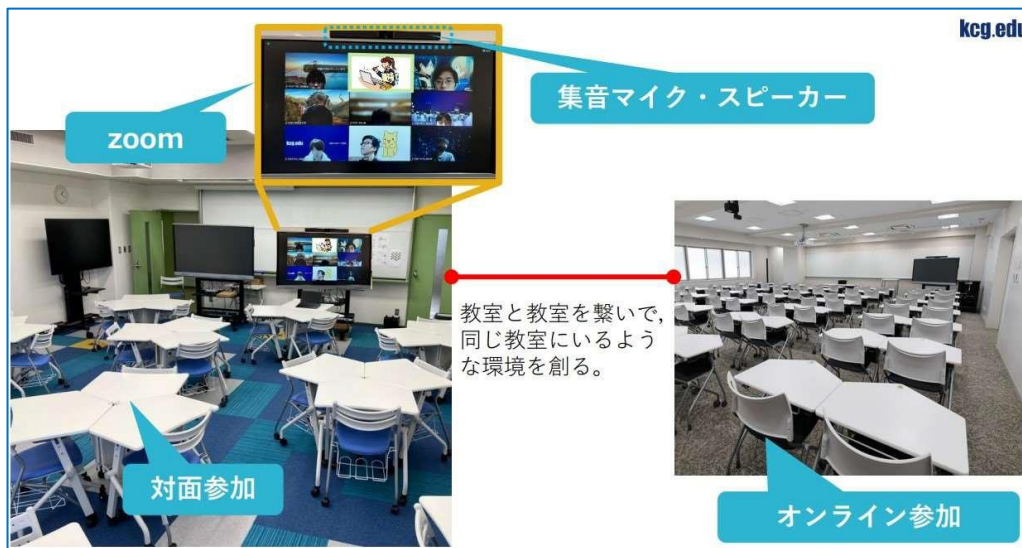 kcg.edu
集音マイク・スピーカー
zoom
kcg.edu
教室と教室を繋いで,
同じ教室にいるよう
な環境を創る。
対面参加
オンライン参加